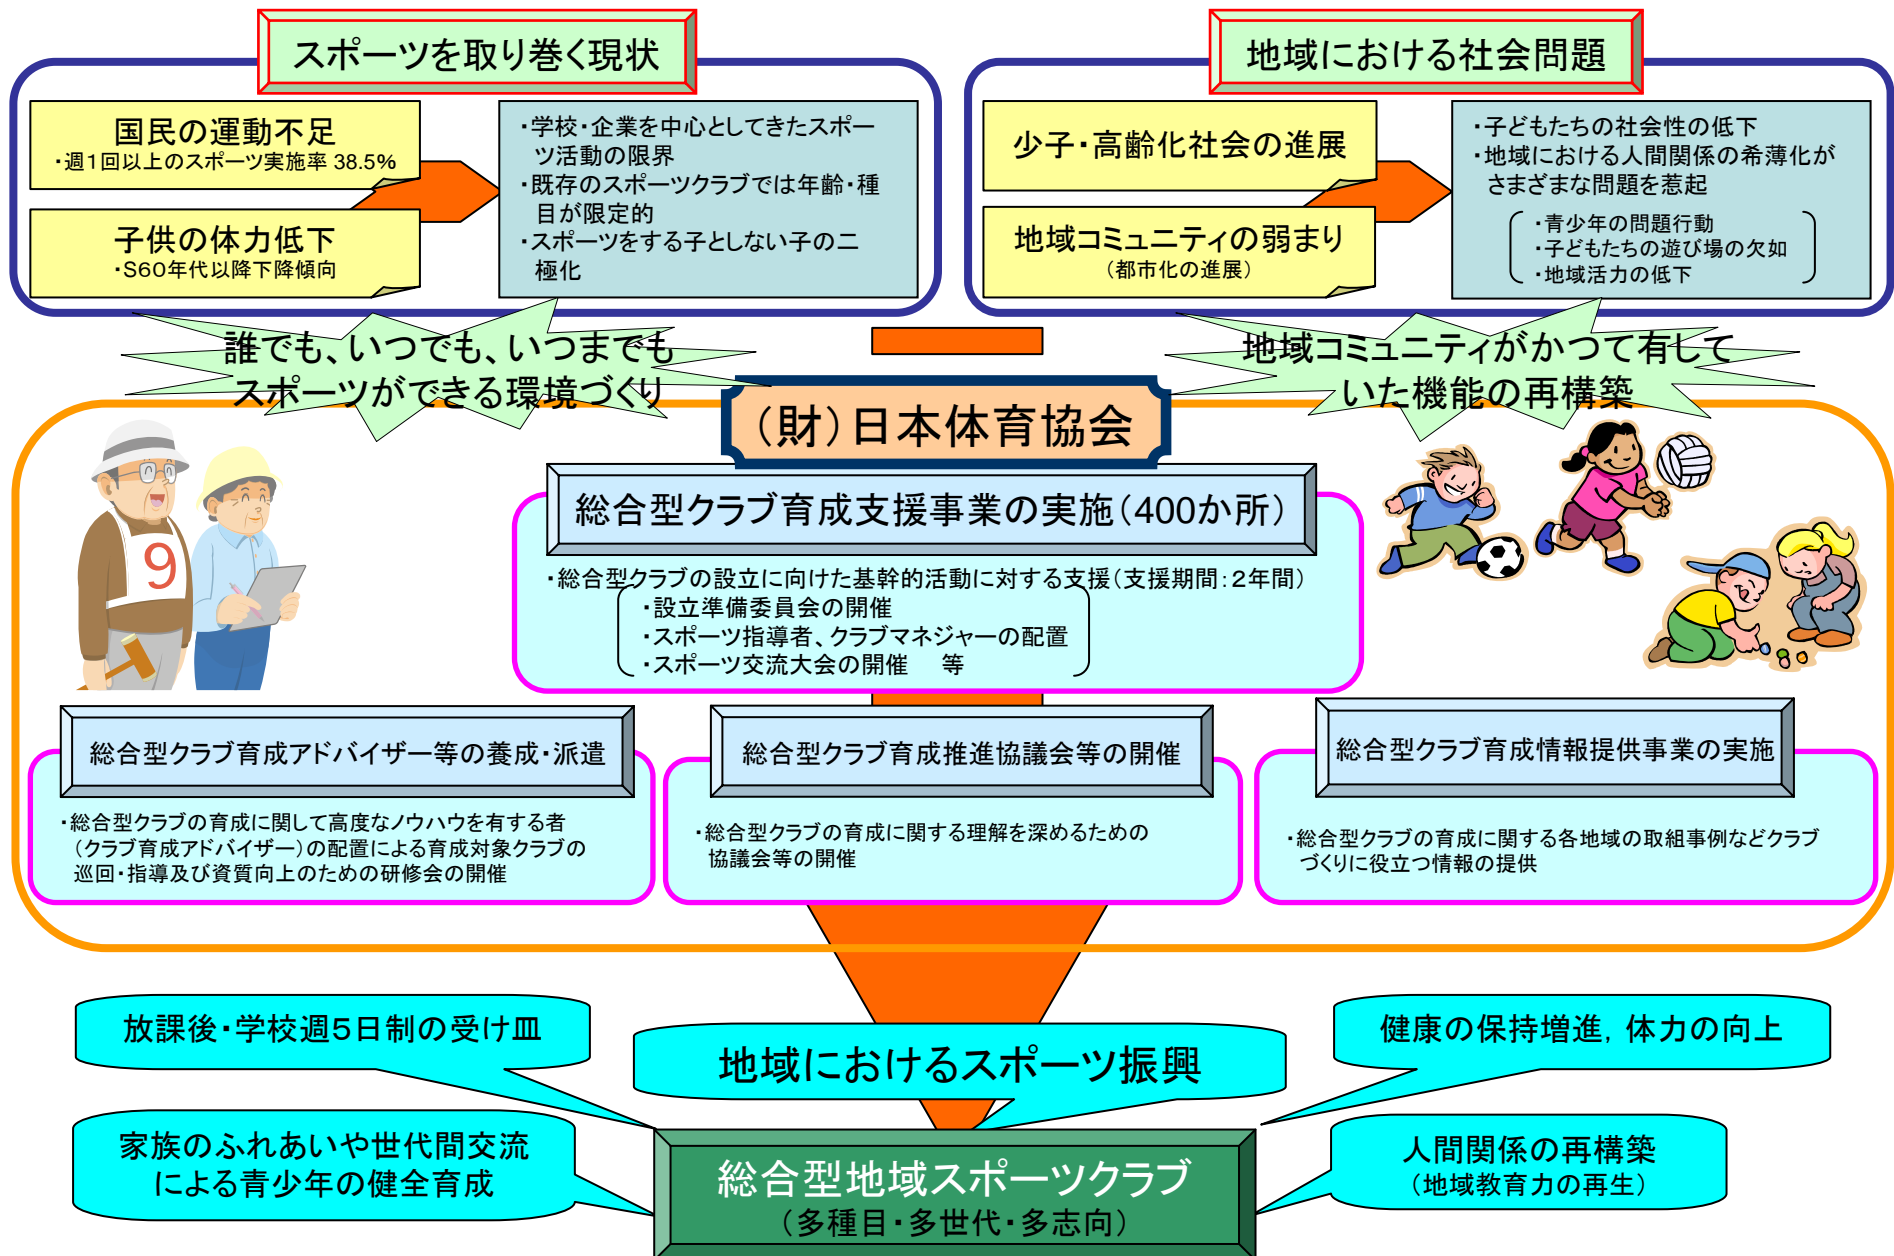 スポーツを取り巻く現状
国民の運動不足
・週1回以上のスポーツ実施率 38.5%
子供の体力低下
・S60年代以降下降傾向
・学校・企業を中心としてきたスポー
ツ活動の限界
・既存のスポーツクラブでは年齢・種
目が限定的
・スポーツをする子としない子の二
極化
地域における社会問題
少子・高齢化社会の進展
地域コミュニティの弱まり
(都市化の進展)
・子どもたちの社会性の低下
・地域における人間関係の希薄化が
さまざまな問題を惹起
・青少年の問題行動
・子どもたちの遊び場の欠如
・地域活力の低下
誰でも、いつでも、いつまでも
スポーツができる環境づくり
地域コミュニティがかつて有して
いた機能の再構築
(財)日本体育協会
総合型クラブ育成支援事業の実施(400か所)
・総合型クラブの設立に向けた基幹的活動に対する支援(支援期間:2年間)
・設立準備委員会の開催
・スポーツ指導者、クラブマネジャーの配置
・スポーツ交流大会の開催 等
9
総合型クラブ育成アドバイザー等の養成・派遣
・総合型クラブの育成に関して高度なノウハウを有する者
(クラブ育成アドバイザー)の配置による育成対象クラブの
巡回・指導及び資質向上のための研修会の開催
総合型クラブ育成推進協議会等の開催
・総合型クラブの育成に関する理解を深めるための
協議会等の開催
総合型クラブ育成情報提供事業の実施
・総合型クラブの育成に関する各地域の取組事例などクラブ
づくりに役立つ情報の提供
放課後・学校週5日制の受け皿
地域におけるスポーツ振興
健康の保持増進，体力の向上
家族のふれあいや世代間交流
による青少年の健全育成
人間関係の再構築
(地域教育力の再生)
総合型地域スポーツクラブ
(多種目・多世代・多志向)